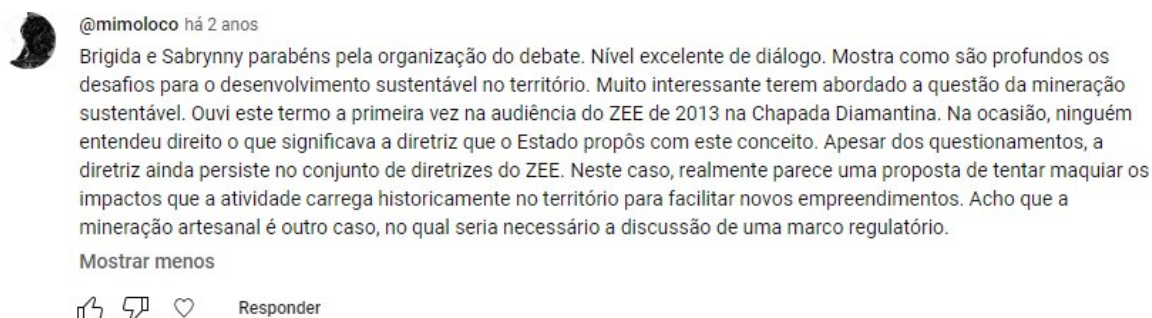 @mimoloco há 2 anos
Brigida e Sabrynny parabéns pela organização do debate. Nível excelente de diálogo. Mostra como são profundos os
desafios para o desenvolvimento sustentável no território. Muito interessante terem abordado a questão da mineração
sustentável. Ouvi este termo a primeira vez na audiência do ZEE de 2013 na Chapada Diamantina. Na ocasião, ninguém
entendeu direito o que significava a diretriz que o Estado propôs com este conceito. Apesar dos questionamentos, a
diretriz ainda persiste no conjunto de diretrizes do ZEE. Neste caso, realmente parece uma proposta de tentar maquiar os
impactos que a atividade carrega historicamente no território para facilitar novos empreendimentos. Acho que a
mineração artesanal é outro caso, no qual seria necessário a discussão de uma marco regulatório.
Mostrar menos
Responder